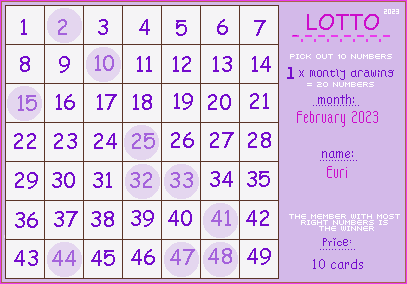 1 2 3 4 5 6 7
8 9 10 11 12 13 14
15 16 17 18 19 20 21
22 23 24 25 26 27 28
29 30 31 32 33 34 35
36 37 38 39 40 41 42
43 44 45 46 47 48 49
2023
LOTTO
PICK OUT 10 NUMBERS
1 x montly drawing
= 20 NUMBERS
month:
February 2023
name:
Evri
THE MEMBER WITH MOST
RIGHT NUMBERS IS
THE WINNER
Price:
10 cards